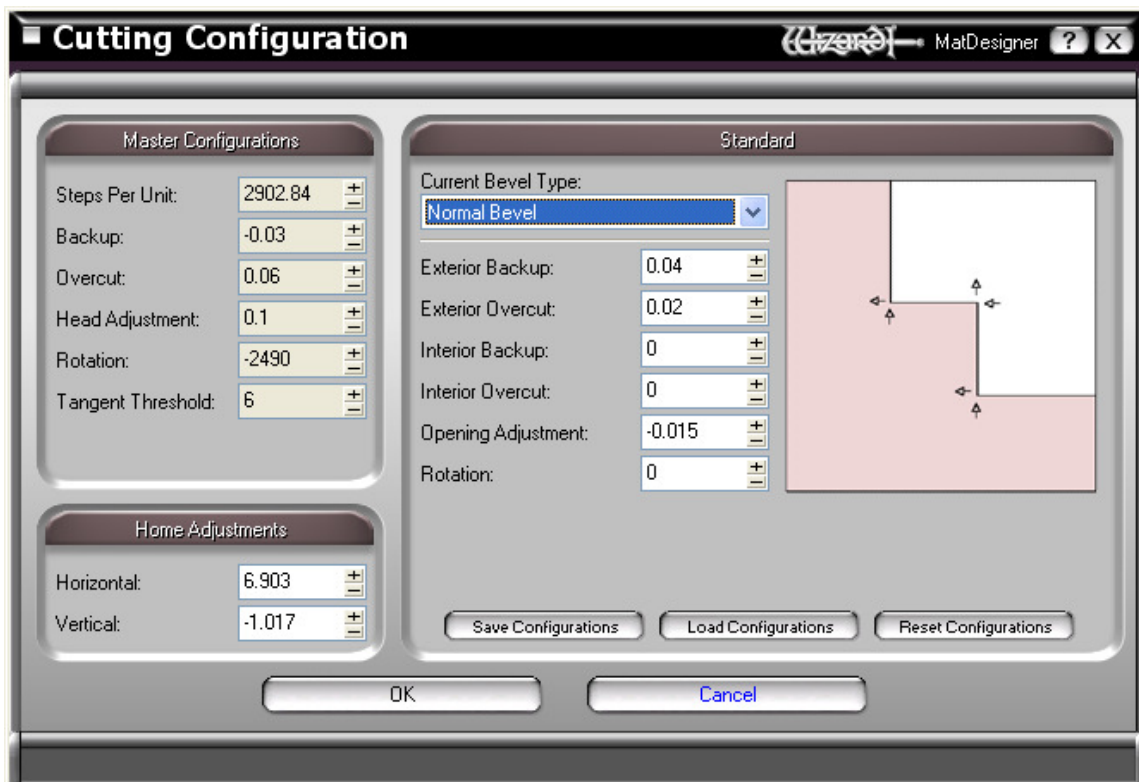 Cutting Configuration
Wizard MatDesigner ? X
Master Configurations
Steps Per Unit: 2902.84
Backup: -0.03
Overcut: 0.06
Head Adjustment: 0.1
Rotation: -2490
Tangent Threshold: 6
Home Adjustments
Horizontal: 6.903
Vertical: -1.017
Standard
Current Bevel Type:
Normal Bevel
Exterior Backup: 0.04
Exterior Overcut: 0.02
Interior Backup: 0
Interior Overcut: 0
Opening Adjustment: -0.015
Rotation: 0
Save Configurations Load Configurations Reset Configurations
OK Cancel